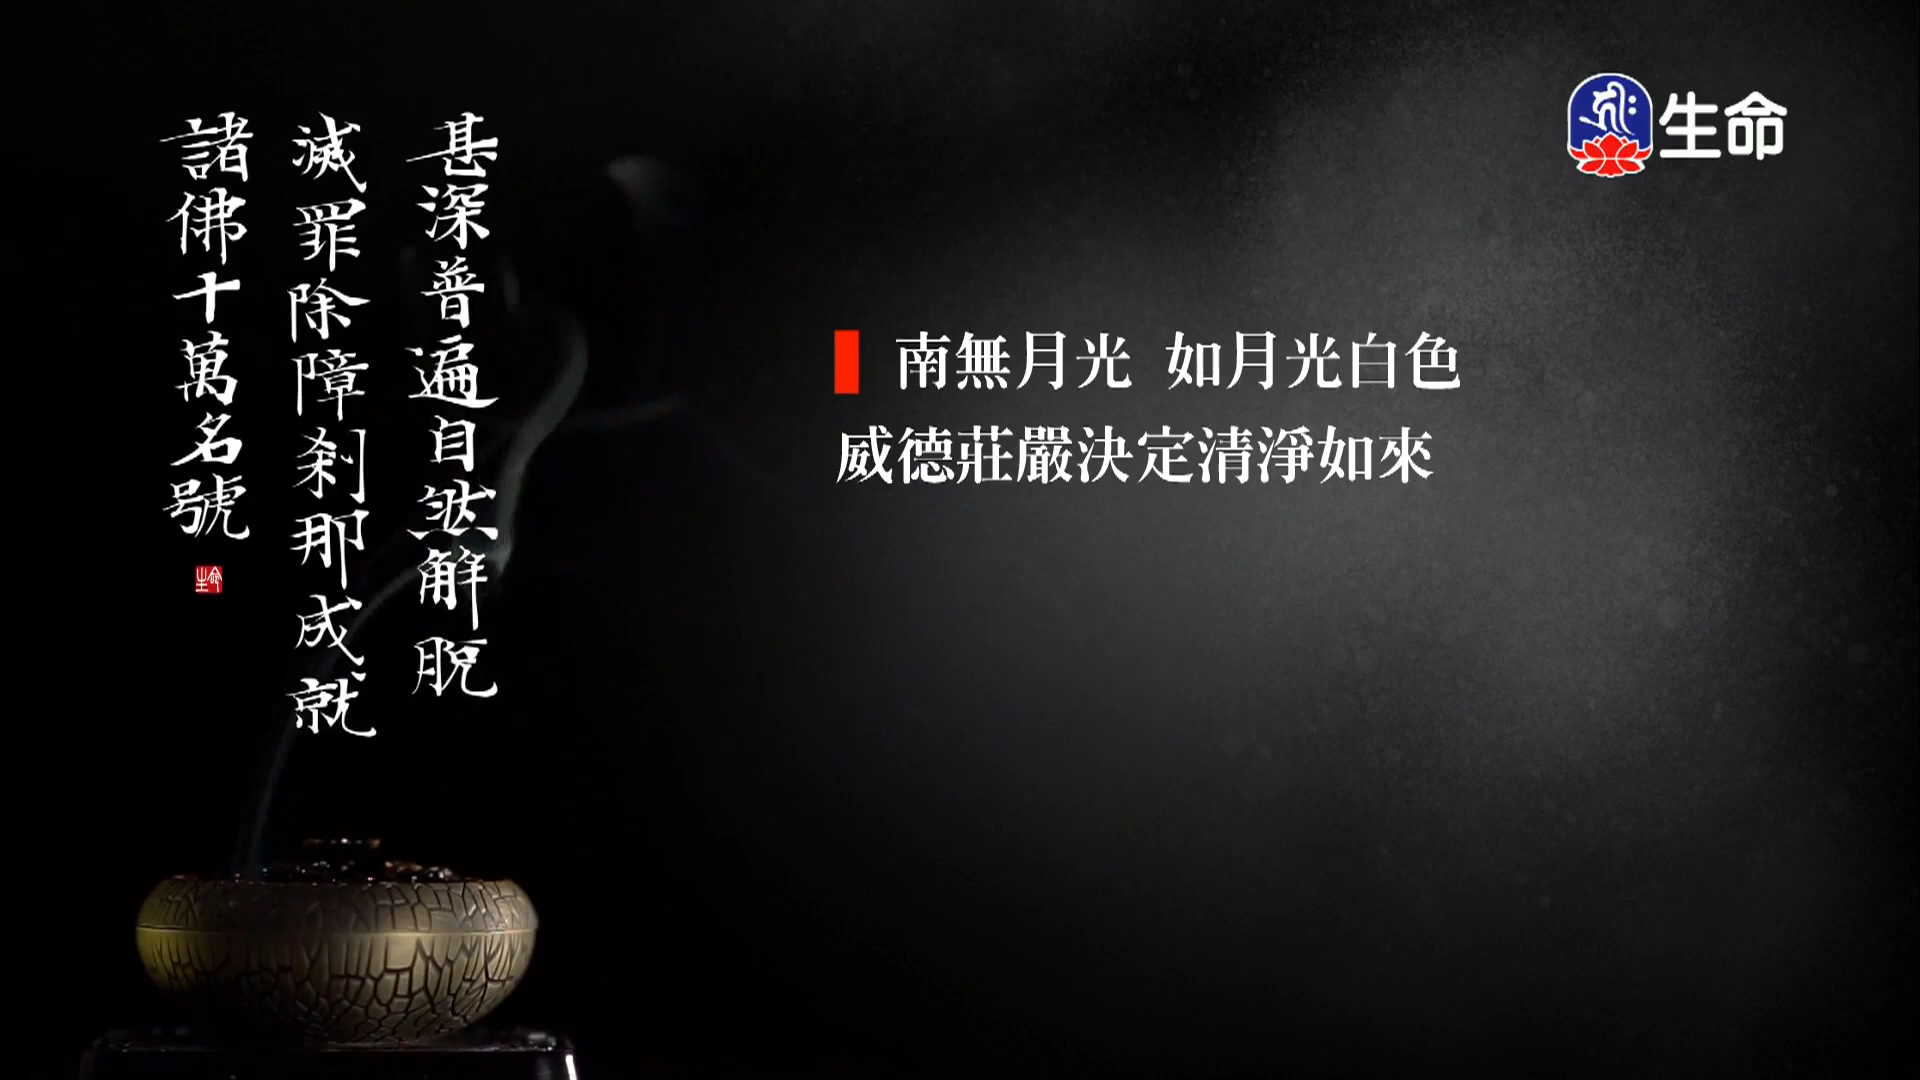 甚深普遍自然解脫
滅罪除障剎那成就
諸佛十萬名號
生命
南無月光 如月光白色
威德莊嚴決定清淨如來
生命